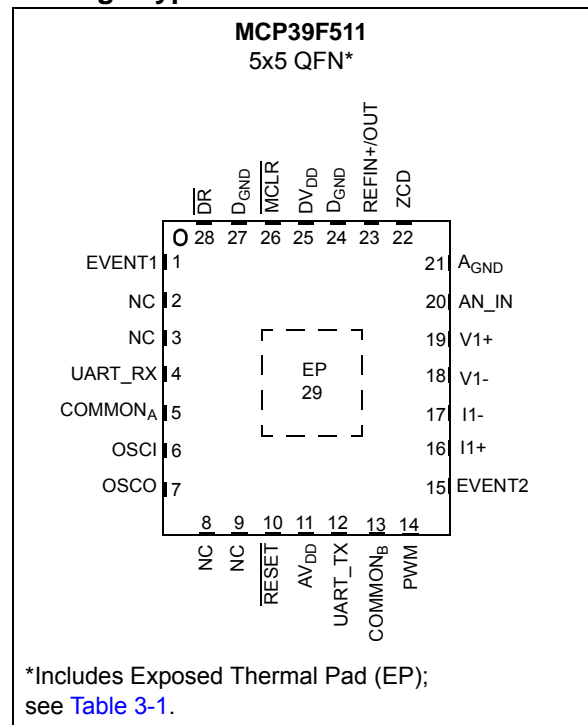 MCP39F511
5x5 QFN*
DR
DGND
MCLR
DVDD
DGND
REFIN+/OUT
ZCD
28 27 26 25 24 23 22
EVENT1 1
NC 2
NC 3
UART_RX 4
COMMONA 5
OSCI 6
OSCO 7
EP
29
21 AGND
20 AN_IN
19 V1+
18 V1-
17 I1-
16 I1+
15 EVENT2
8 9 10 11 12 13 14
NC
NC
RESET
AVDD
UART_TX
COMMONB
PWM
*Includes Exposed Thermal Pad (EP);
see Table 3-1.